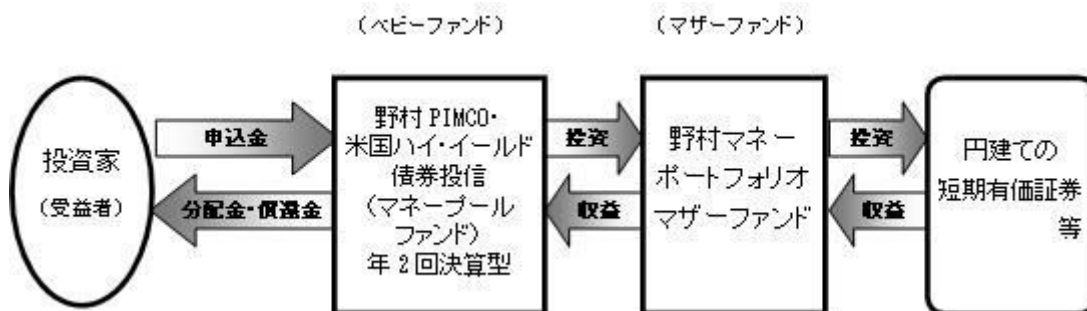 (ベビーファンド)
(マザーファンド)
投資家
(受益者)
申込金
分配金・償還金
野村 PIMCO・
米国ハイ・イールド
債券投信
(マネープール
ファンド)
年2回決算型
投資
収益
野村マネー
ポートフォリオ
マザーファンド
投資
収益
円建ての
短期有価証券
等